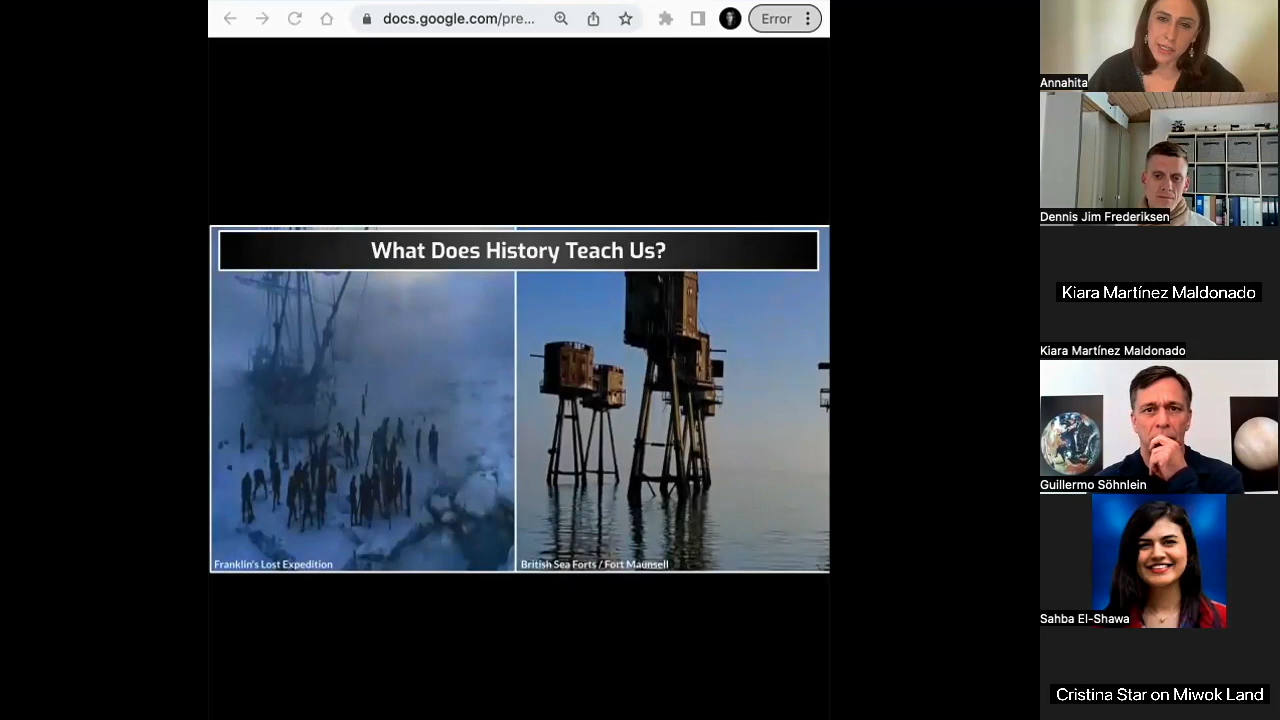 docs.google.com/pre...
Error
What Does History Teach Us?
Franklin's Lost Expedition
British Sea Forts / Fort Maunsell
Annahita
Dennis Jim Frederiksen
Kiara Martínez Maldonado
Kiara Martínez Maldonado
Guillermo Söhnlein
Sahba El-Shawa
Cristina Star on Miwok Land